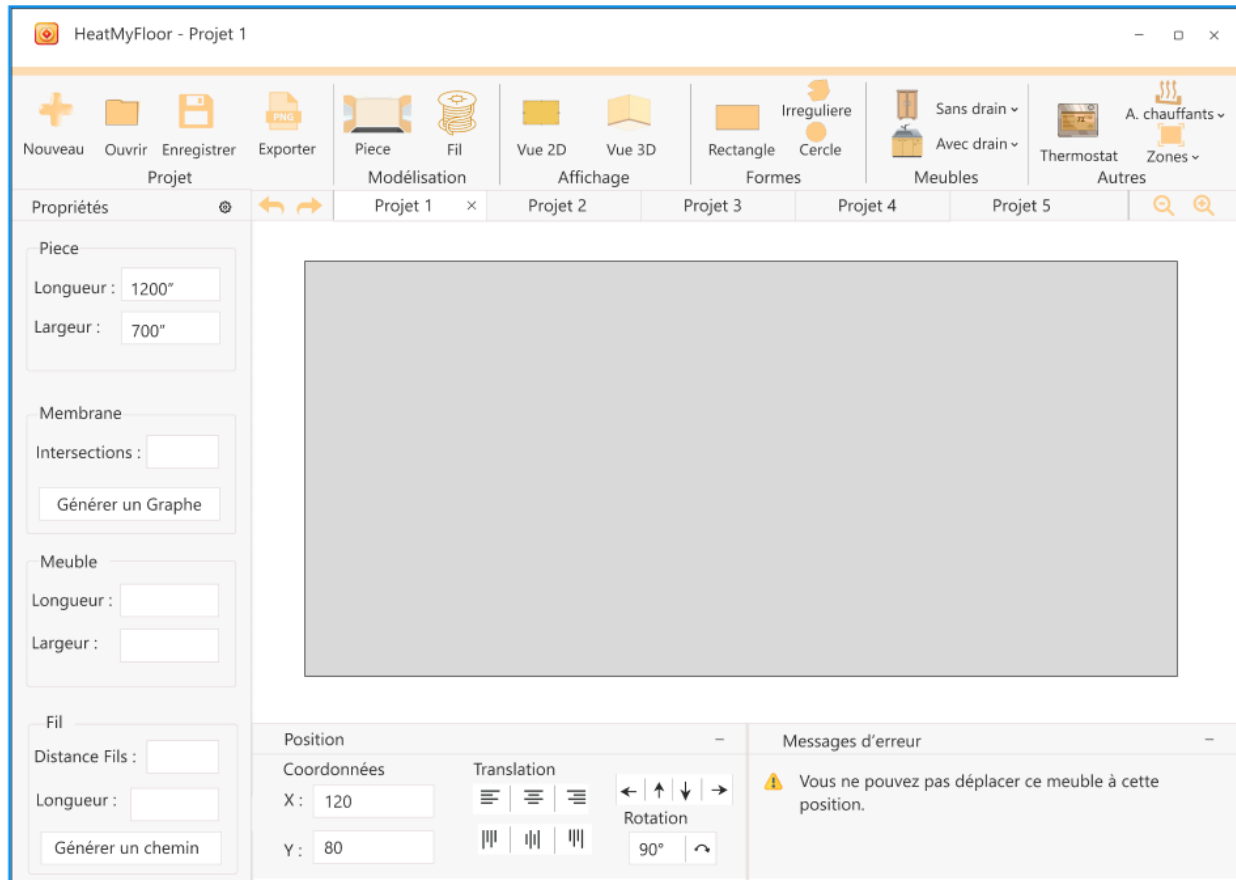 HeatMyFloor - Projet 1
Nouveau
Ouvrir
Enregistrer
PNG
Exporter
Projet
Piece
Fil
Modélisation
Vue 2D
Vue 3D
Affichage
Rectangle
Irreguliere
Cercle
Formes
Sans drain
Avec drain
Meubles
Thermostat
A. chauffants
Zones
Autres
Propriétés
Projet 1 ×
Projet 2
Projet 3
Projet 4
Projet 5
Piece
Longueur : 1200"
Largeur : 700"
Membrane
Intersections :
Générer un Graphe
Meuble
Longueur :
Largeur :
Fil
Distance Fils :
Longueur :
Générer un chemin
Position
Coordonnées
X : 120
Y : 80
Translation
Rotation
90°
Messages d'erreur
Vous ne pouvez pas déplacer ce meuble à cette
position.